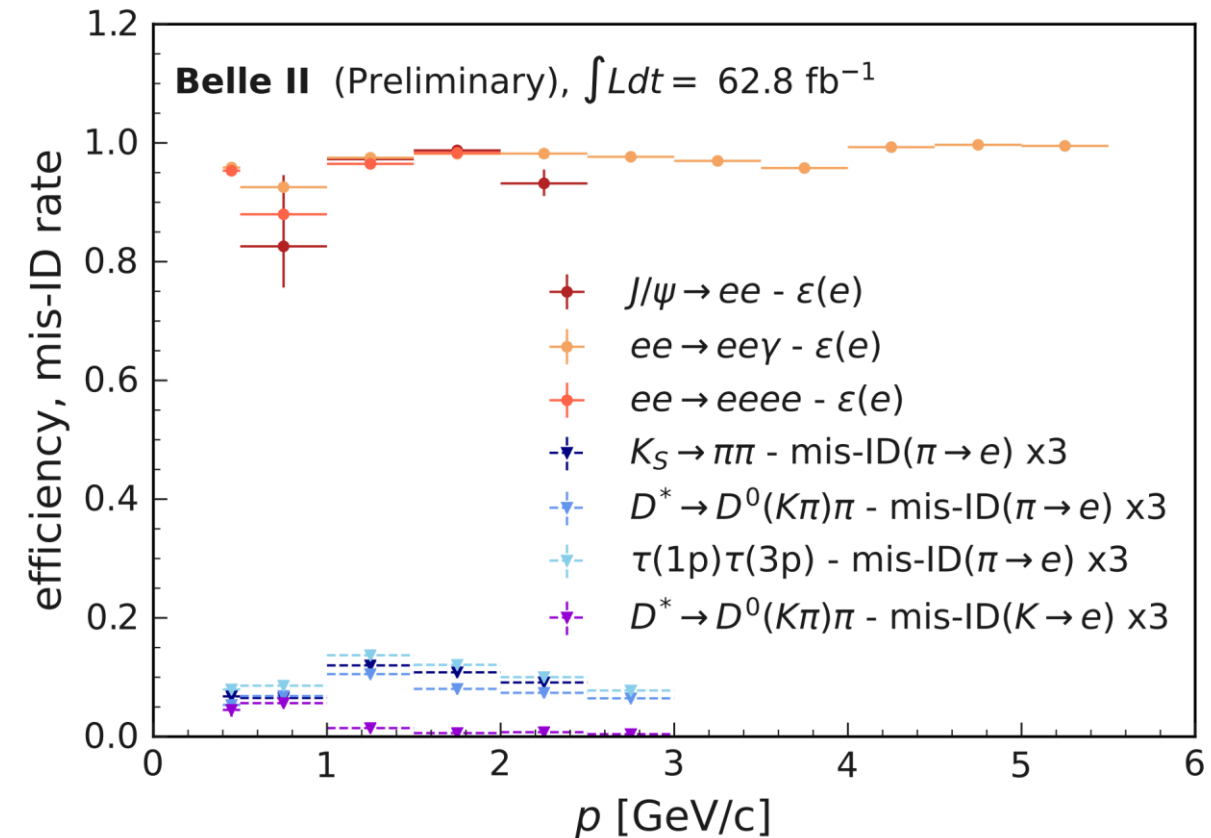 Belle II (Preliminary), ∫Ldt = 62.8 fb⁻¹
efficiency, mis-ID rate
1.2
1.0
0.8
0.6
0.4
0.2
0.0
J/ψ → ee - ε(e)
ee → eeγ - ε(e)
ee → eeee - ε(e)
K_S → ππ - mis-ID(π → e) x3
D* → D⁰(Kπ)π - mis-ID(π → e) x3
τ(1p)τ(3p) - mis-ID(π → e) x3
D* → D⁰(Kπ)π - mis-ID(K → e) x3
0 1 2 3 4 5 6
p [GeV/c]